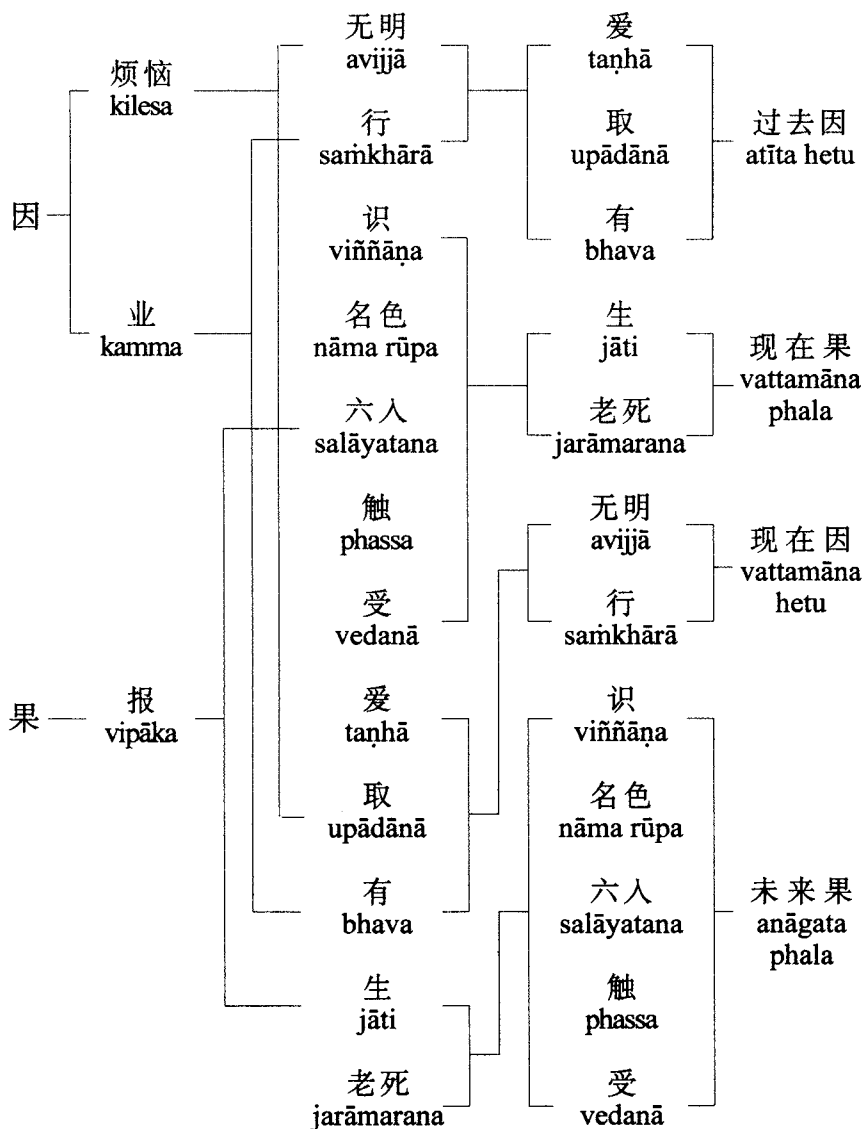 因
果
烦恼
kilesa
业
kamma
报
vipāka
无明
avijjā
行
saṁkhārā
识
viññāṇa
名色
nāma rūpa
六入
salāyatana
触
phassa
受
vedanā
爱
taṇhā
取
upādānā
有
bhava
生
jāti
老死
jarāmarana
爱
taṇhā
取
upādānā
有
bhava
生
jāti
老死
jarāmarana
无明
avijjā
行
saṁkhārā
识
viññāṇa
名色
nāma rūpa
六入
salāyatana
触
phassa
受
vedanā
过去因
atīta hetu
现在果
vattamāna
phala
现在因
vattamāna
hetu
未来果
anāgata
phala